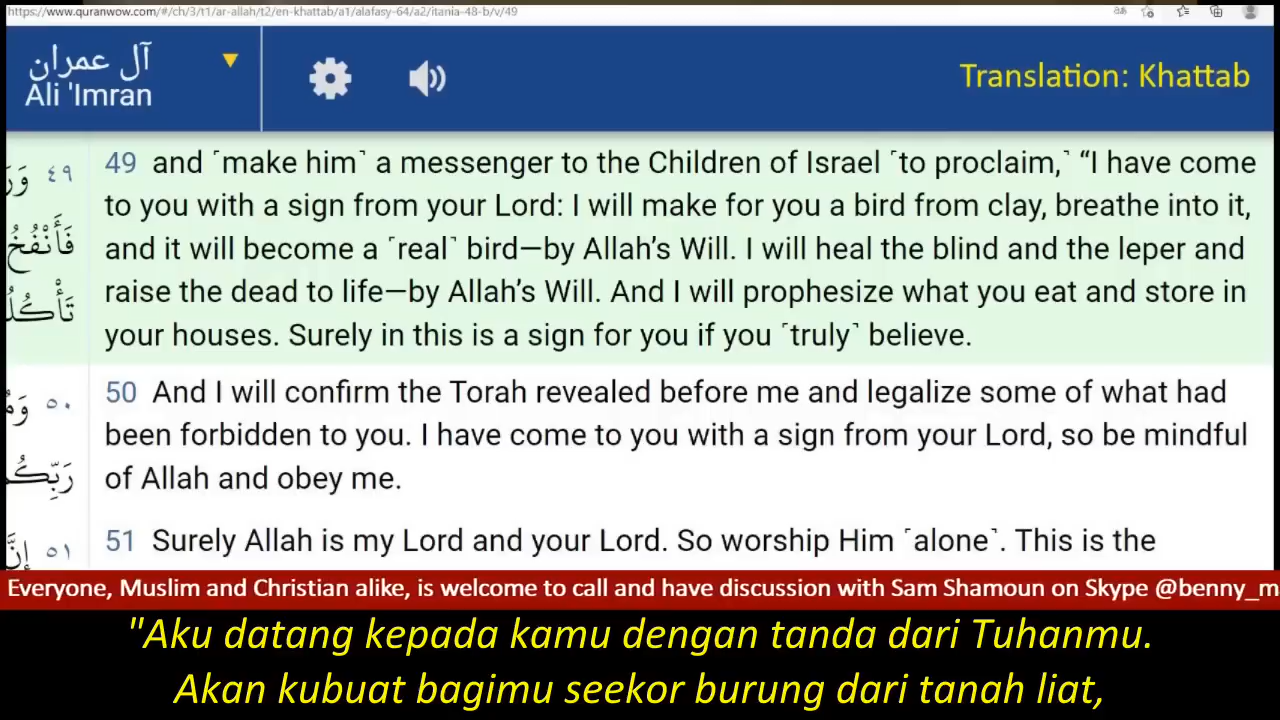 https://www.quranwow.com/#/ch/3/t1/ar-allah/t2/en-khattab/a1/alafasy-64/a2/itania-48-b/v/49
آل عمران
Ali 'Imran
Translation: Khattab
٤٩ وَرَ
فَأَنْفُخُ
تَأْكُلُ
49 and ˹make him˺ a messenger to the Children of Israel ˹to proclaim,˺ “I have come
to you with a sign from your Lord: I will make for you a bird from clay, breathe into it,
and it will become a ˹real˺ bird—by Allah’s Will. I will heal the blind and the leper and
raise the dead to life—by Allah’s Will. And I will prophesize what you eat and store in
your houses. Surely in this is a sign for you if you ˹truly˺ believe.
٥٠ وَمُ
رَبِّكُ
50 And I will confirm the Torah revealed before me and legalize some of what had
been forbidden to you. I have come to you with a sign from your Lord, so be mindful
of Allah and obey me.
٥١ إِنَّ
51 Surely Allah is my Lord and your Lord. So worship Him ˹alone˺. This is the
Everyone, Muslim and Christian alike, is welcome to call and have discussion with Sam Shamoun on Skype @benny_m
"Aku datang kepada kamu dengan tanda dari Tuhanmu.
Akan kubuat bagimu seekor burung dari tanah liat,